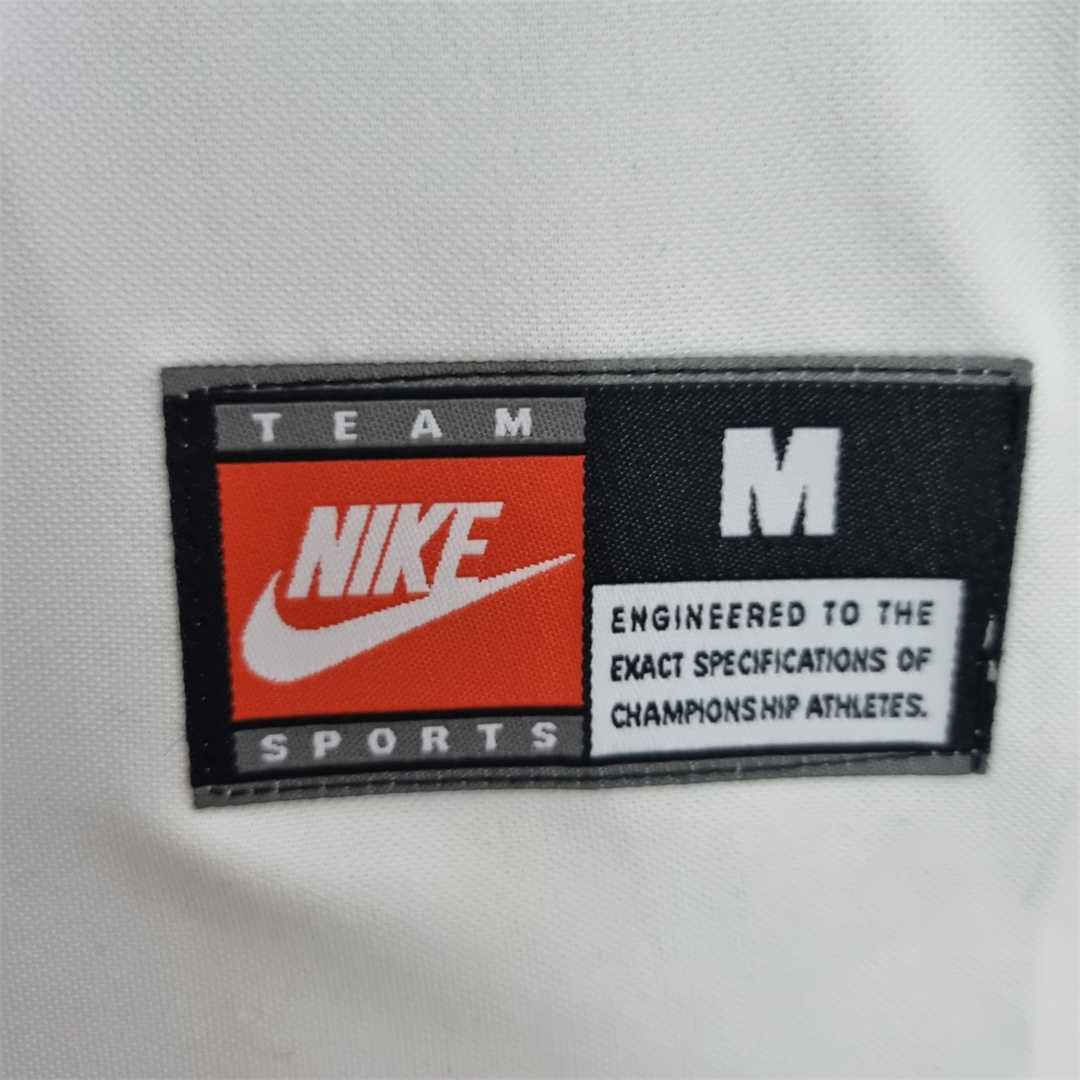 TEAM
NIKE
SPORTS
M
ENGINEERED TO THE
EXACT SPECIFICATIONS OF
CHAMPIONSHIP ATHLETES.